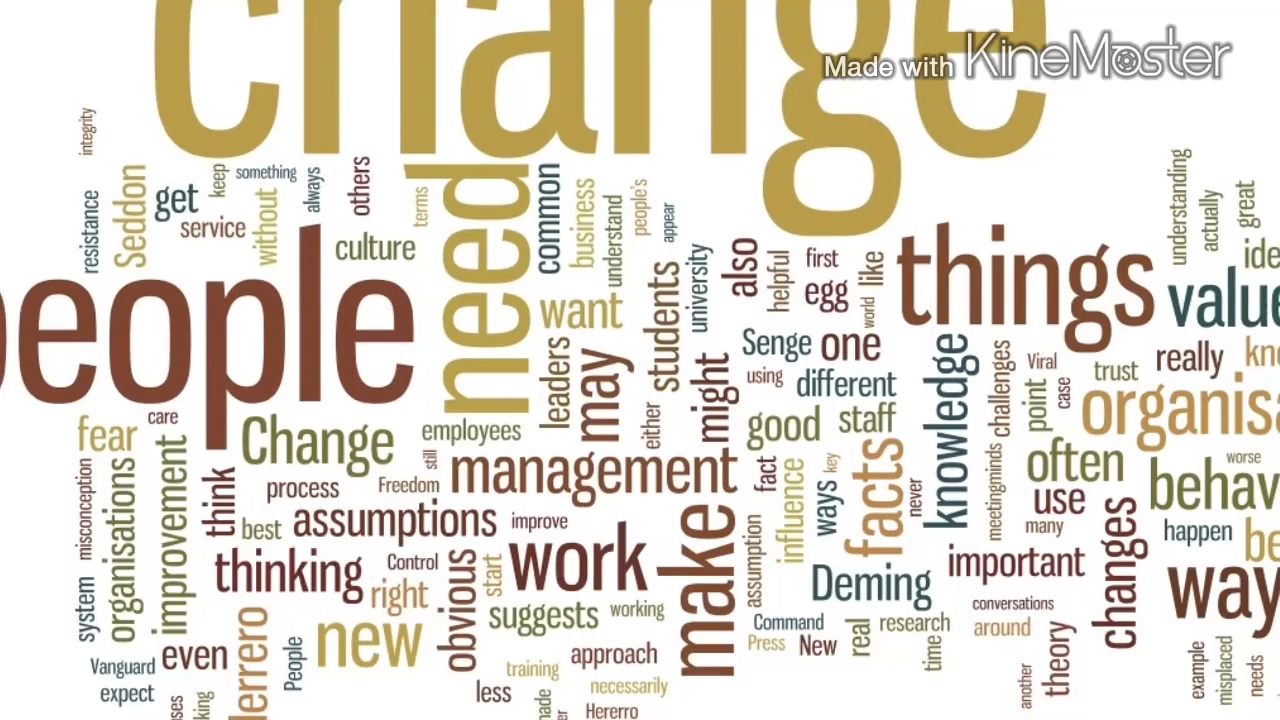 change
Made with KineMaster
integrity
resistance
Seddon
get
keep
something
service
without
always
others
culture
terms
need
common
business
understand
people's
appear
people
want
students
university
also
helpful
first
egg
like
world
things
understanding
actually
great
value
leaders
may
Senge
one
using
different
might
either
good
staff
knowledge
challenges
Viral
point
case
trust
really
fear
care
Change
employees
still
management
fact
influence
ways
key
facts
never
meetingminds
often
use
many
worse
misconception
organisations
improvement
think
process
Freedom
best
assumptions
improve
thinking
Control
right
obvious
start
work
make
assumption
Deming
important
changes
happen
way
system
suggests
working
Command
Press
New
real
research
time
conversations
around
theory
Vanguard
expect
even
People
new
training
less
approach
necessarily
Hererro
another
example
misplaced
needs